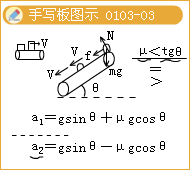 手写板图示 0103-03
V
N
V
f
V
mg
θ
μ<tgθ
=
>
a₁=gsinθ+μgcosθ
a₂=gsinθ-μgcosθ